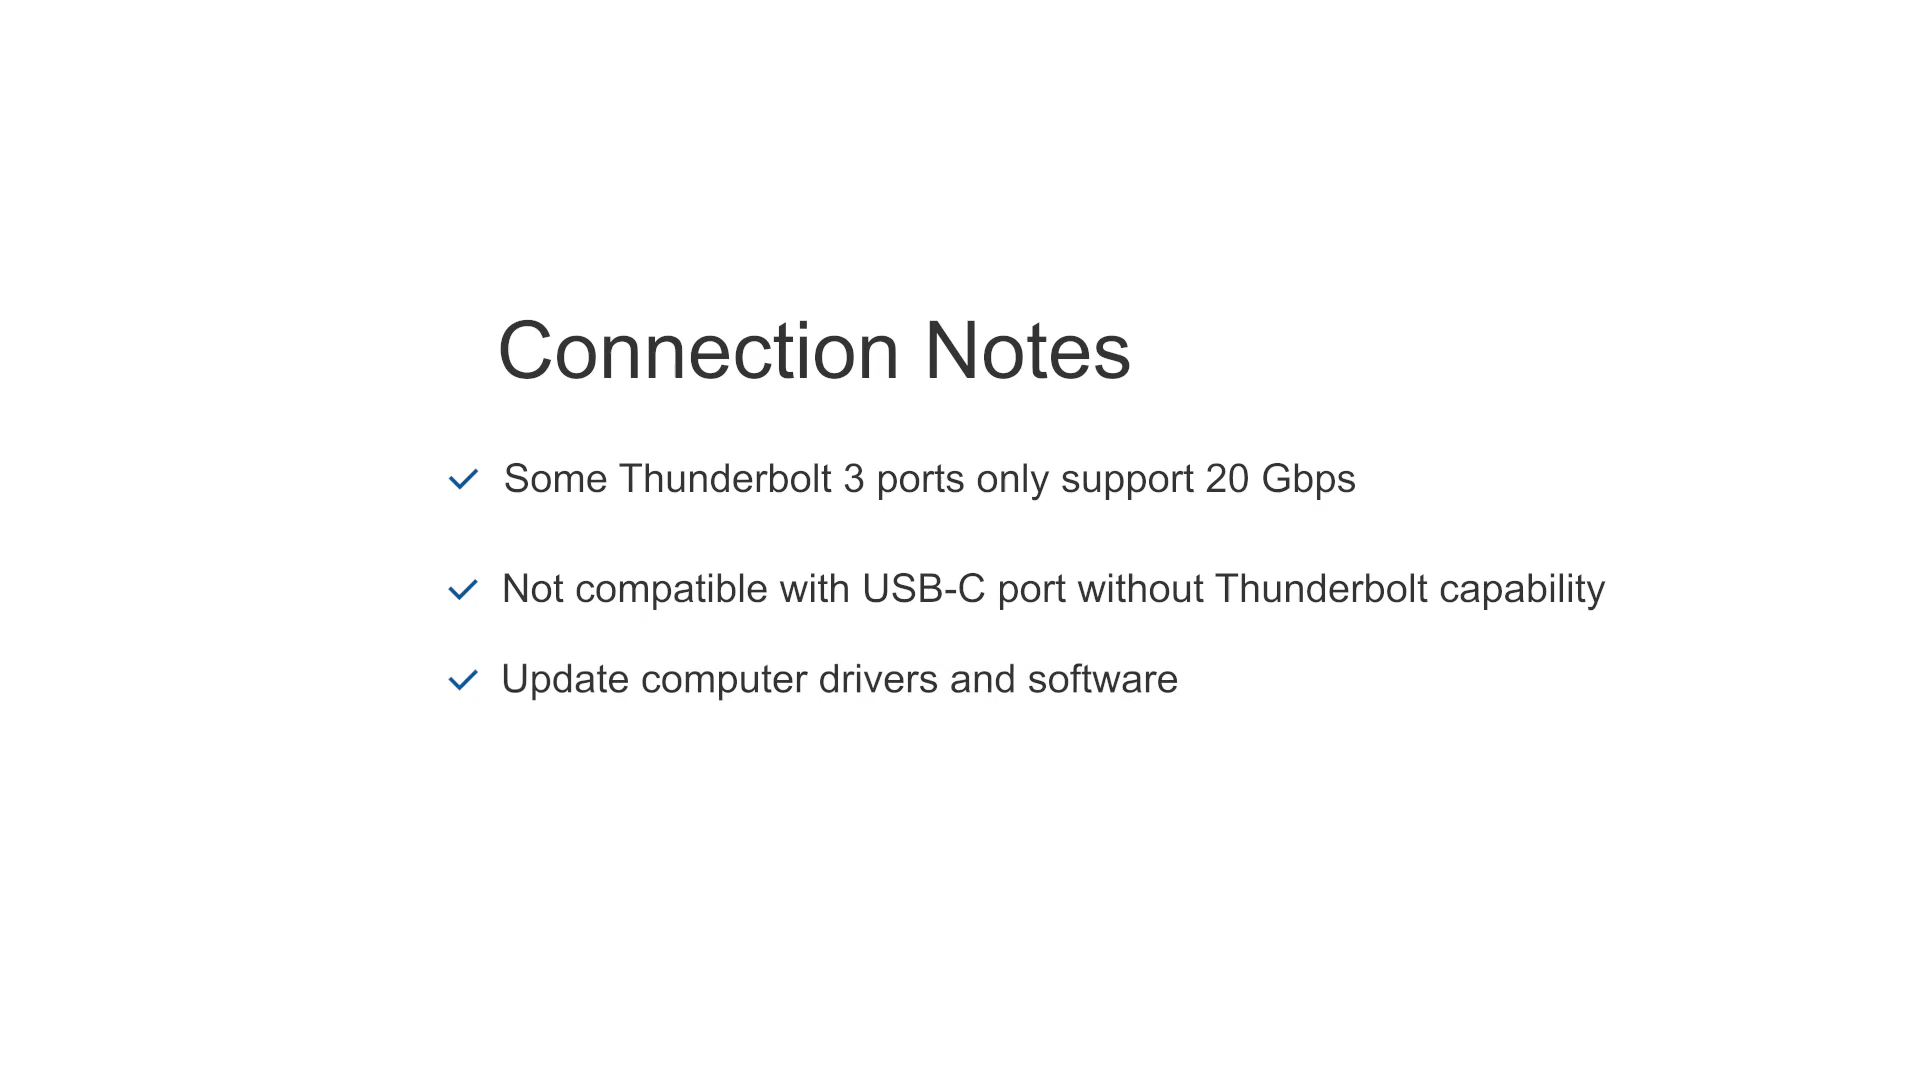 Connection Notes
Some Thunderbolt 3 ports only support 20 Gbps
Not compatible with USB-C port without Thunderbolt capability
Update computer drivers and software